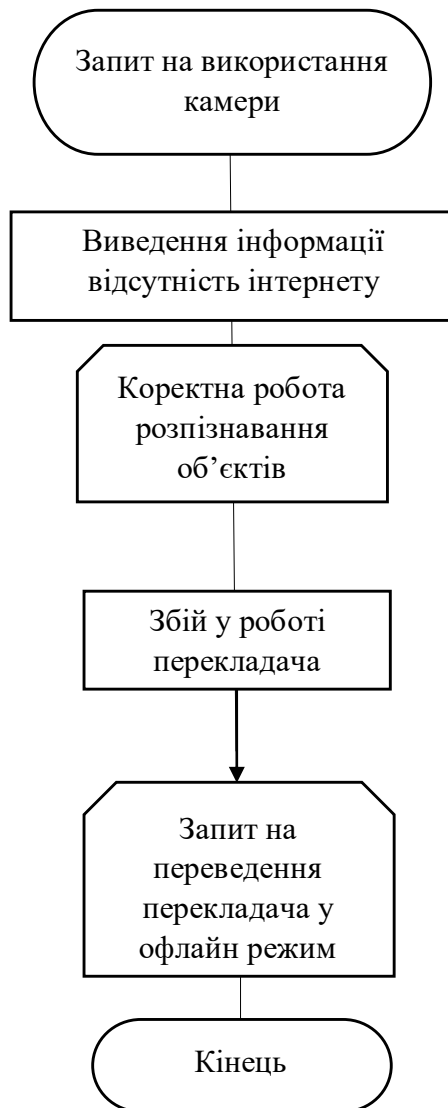 Запит на використання
камери
Виведення інформації
відсутність інтернету
Коректна робота
розпізнавання
об’єктів
Збій у роботі
перекладача
Запит на
переведення
перекладача у
офлайн режим
Кінець